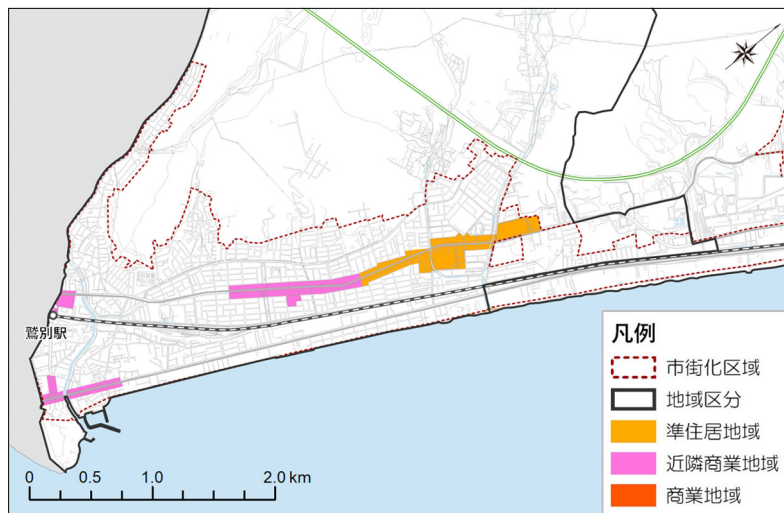 鷲別駅
凡例
市街化区域
地域区分
準住居地域
近隣商業地域
商業地域
0 0.5 1.0 2.0 km